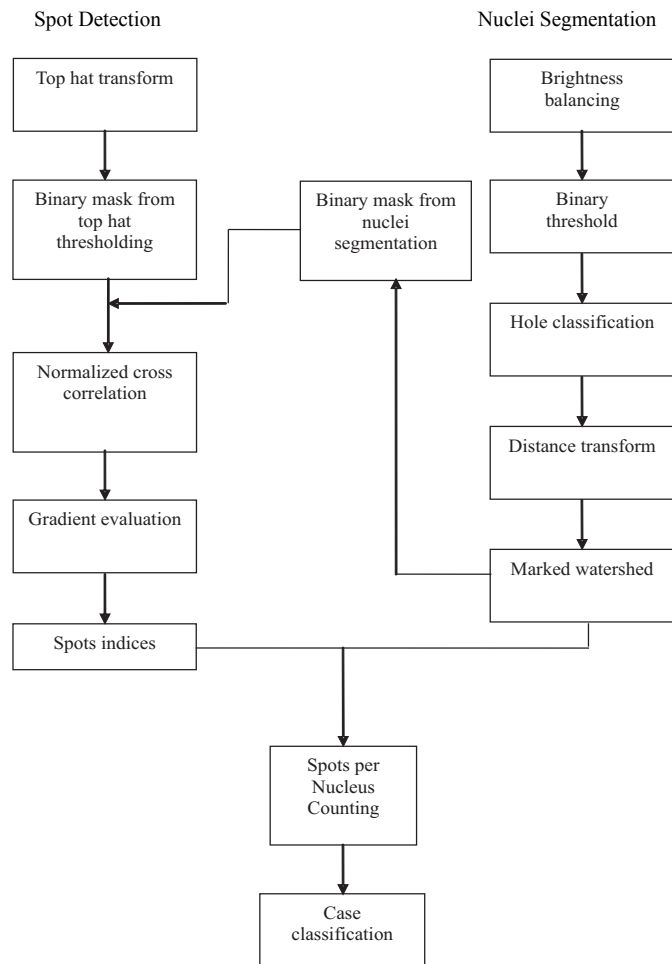 Spot Detection
Nuclei Segmentation
Top hat transform
Brightness
balancing
Binary mask from
top hat
thresholding
Binary mask from
nuclei
segmentation
Binary
threshold
Hole classification
Normalized cross
correlation
Distance transform
Gradient evaluation
Marked watershed
Spots indices
Spots per
Nucleus
Counting
Case
classification